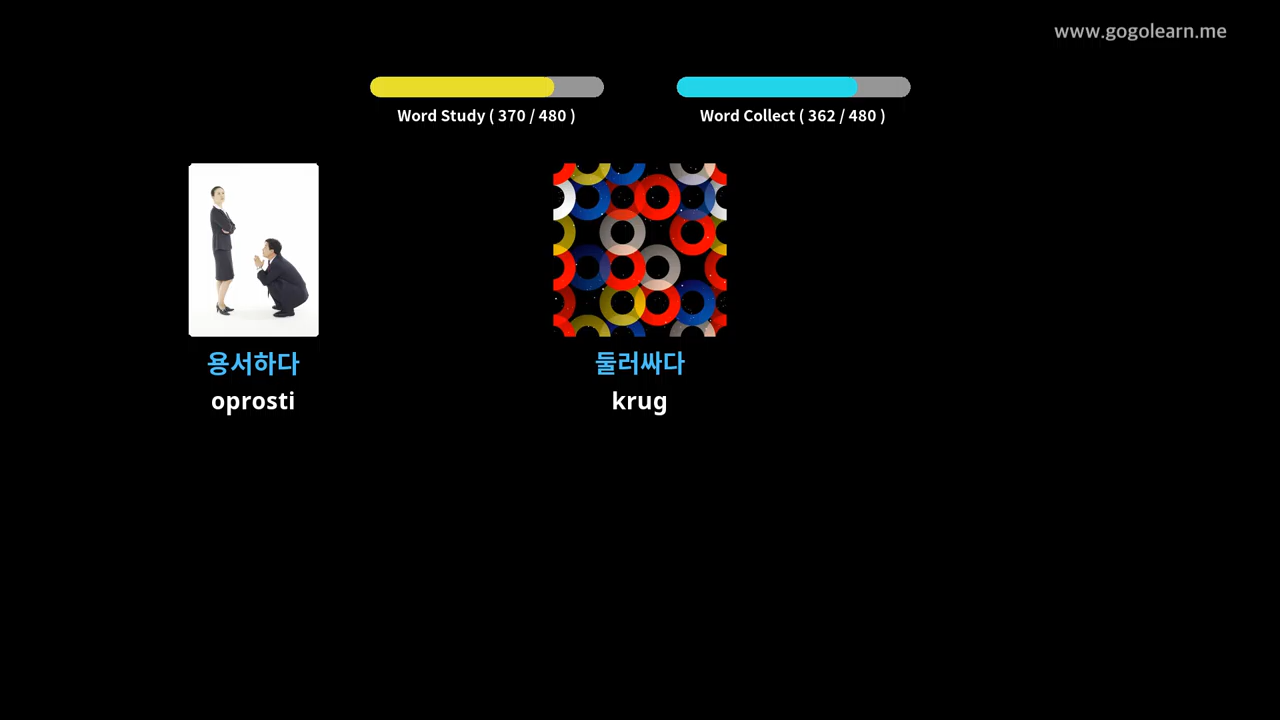 www.gogolearn.me
Word Study ( 370 / 480 )
Word Collect ( 362 / 480 )
용서하다
oprosti
둘러싸다
krug